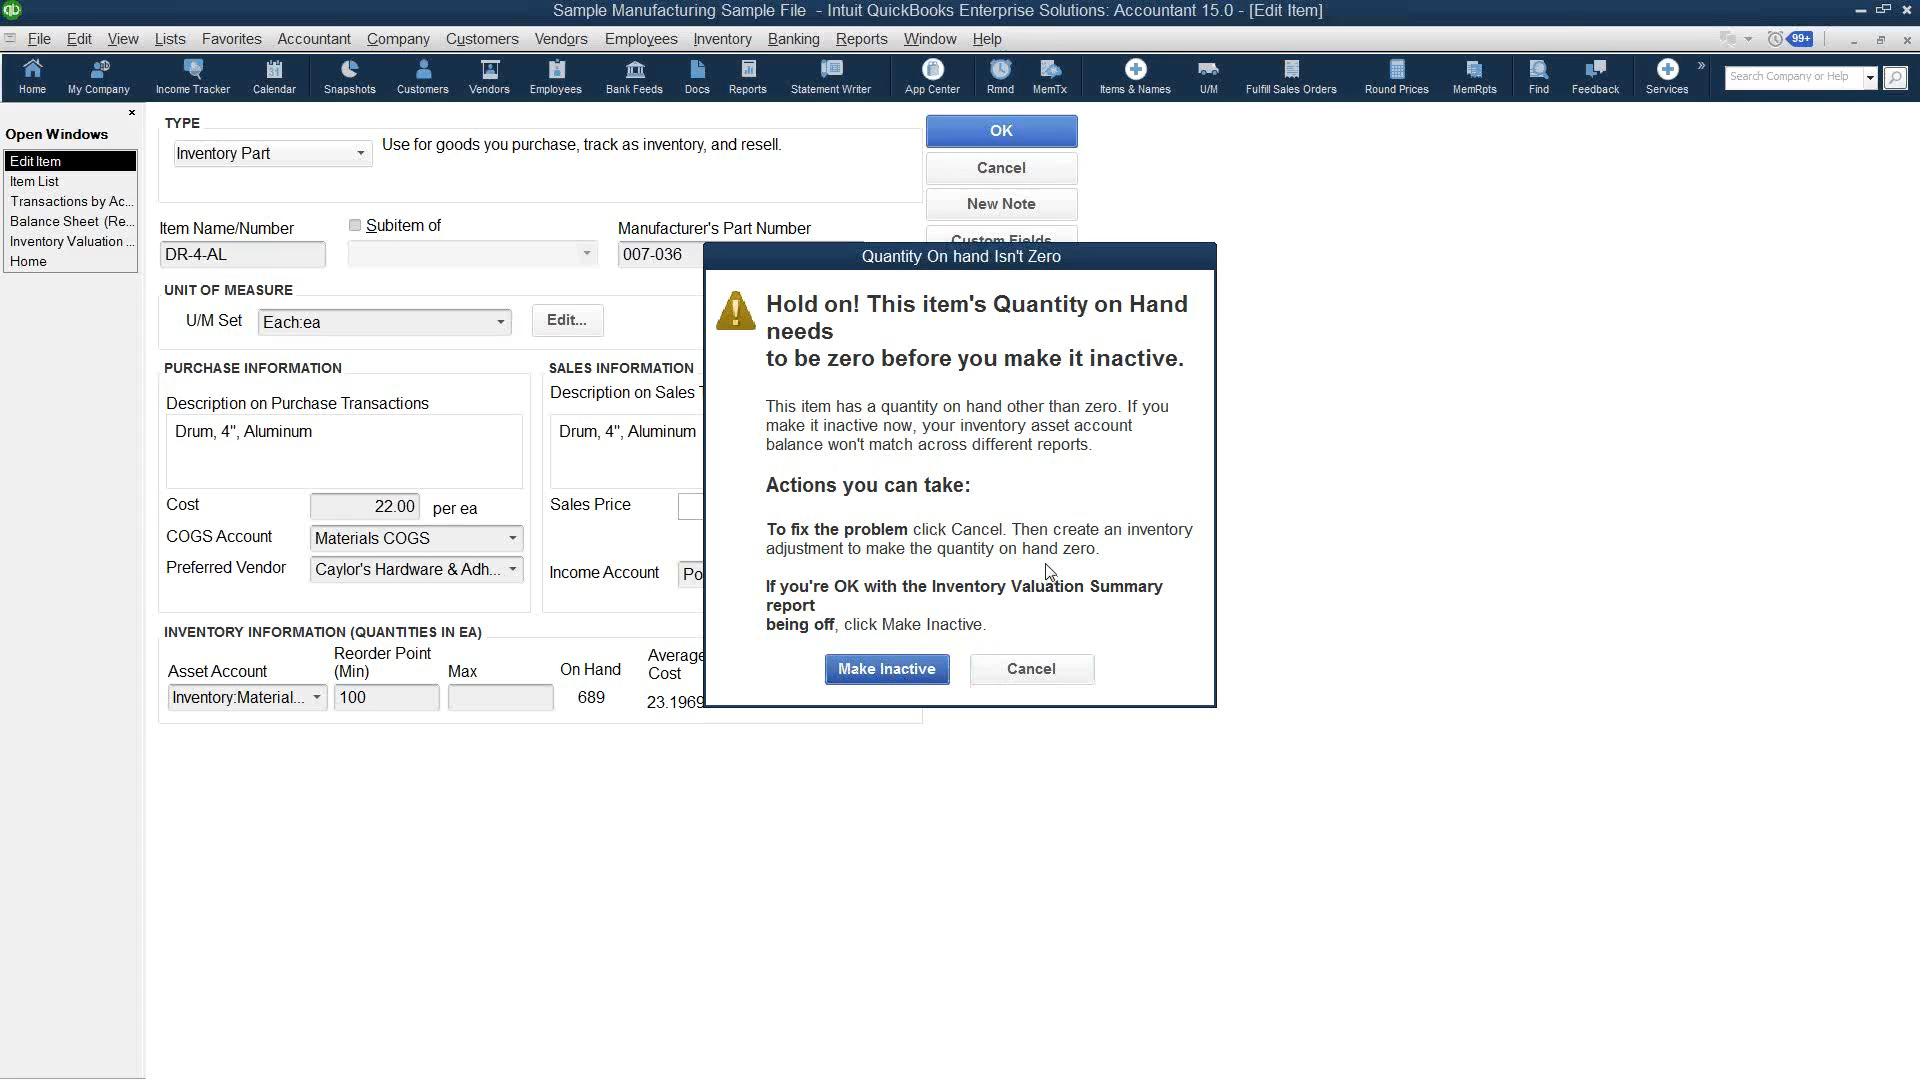 Sample Manufacturing Sample File - Intuit QuickBooks Enterprise Solutions: Accountant 15.0 - [Edit Item]
File Edit View Lists Favorites Accountant Company Customers Vendors Employees Inventory Banking Reports Window Help
99+
Home My Company Income Tracker Calendar Snapshots Customers Vendors Employees Bank Feeds Docs Reports Statement Writer App Center Rmnd MemTx Items & Names U/M Fulfill Sales Orders Round Prices MemRpts Find Feedback Services » Search Company or Help
Open Windows
Edit Item
Item List
Transactions by Ac...
Balance Sheet (Re...
Inventory Valuation ...
Home
TYPE
Inventory Part Use for goods you purchase, track as inventory, and resell.
OK
Cancel
New Note
Custom Fields
Item Name/Number Subitem of Manufacturer's Part Number
DR-4-AL 007-036
UNIT OF MEASURE
U/M Set Each:ea Edit...
PURCHASE INFORMATION
Description on Purchase Transactions
Drum, 4", Aluminum
Cost 22.00 per ea
COGS Account Materials COGS
Preferred Vendor Caylor's Hardware & Adh...
SALES INFORMATION
Description on Sales
Drum, 4", Aluminum
Sales Price
Income Account Po
INVENTORY INFORMATION (QUANTITIES IN EA)
Asset Account Reorder Point (Min) Max On Hand Average Cost
Inventory:Material... 100 689 23.1969
Quantity On hand Isn't Zero
Hold on! This item's Quantity on Hand
needs
to be zero before you make it inactive.
This item has a quantity on hand other than zero. If you
make it inactive now, your inventory asset account
balance won't match across different reports.
Actions you can take:
To fix the problem click Cancel. Then create an inventory
adjustment to make the quantity on hand zero.
If you're OK with the Inventory Valuation Summary
report
being off, click Make Inactive.
Make Inactive Cancel